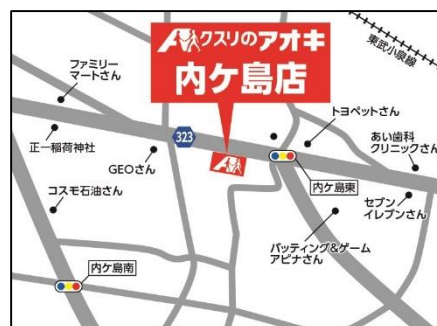 クスリのアオキ
内ケ島店
東武小泉線
ファミリー
マートさん
トヨペットさん
正一稲荷神社
323
GEOさん
あい歯科
クリニックさん
コスモ石油さん
内ケ島東
セブン
イレブンさん
バッティング&ゲーム
アピナさん
内ケ島南